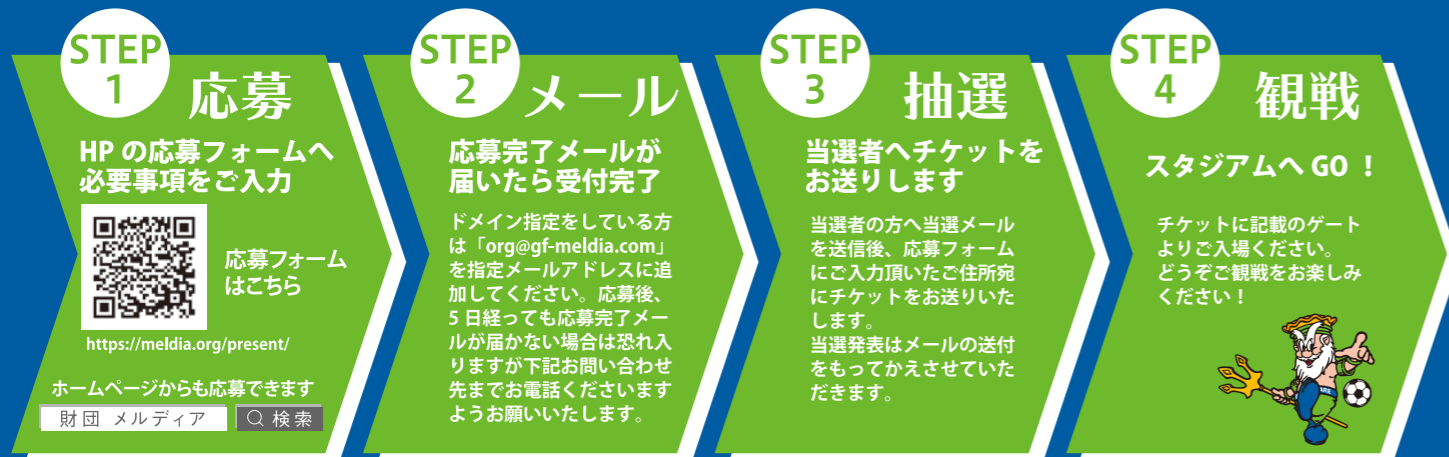 STEP
1
応募
HP の応募フォームへ
必要事項をご入力
応募フォーム
はこちら
https://meldia.org/present/
ホームページからも応募できます
財団 メルディア
検索
STEP
2
メール
応募完了メールが
届いたら受付完了
ドメイン指定をしている方
は「org@gf-meldia.com」
を指定メールアドレスに追
加してください。応募後、
5 日経っても応募完了メー
ルが届かない場合は恐れ入
りますが下記お問い合わせ
先までお電話くださいます
ようお願いいたします。
STEP
3
抽選
当選者へチケットを
お送りします
当選者の方へ当選メール
を送信後、応募フォーム
にご入力頂いたご住所宛
にチケットをお送りいた
します。
当選発表はメールの送付
をもってかえさせていた
だきます。
STEP
4
観戦
スタジアムへ GO ！
チケットに記載のゲート
よりご入場ください。
どうぞご観戦をお楽しみ
ください！